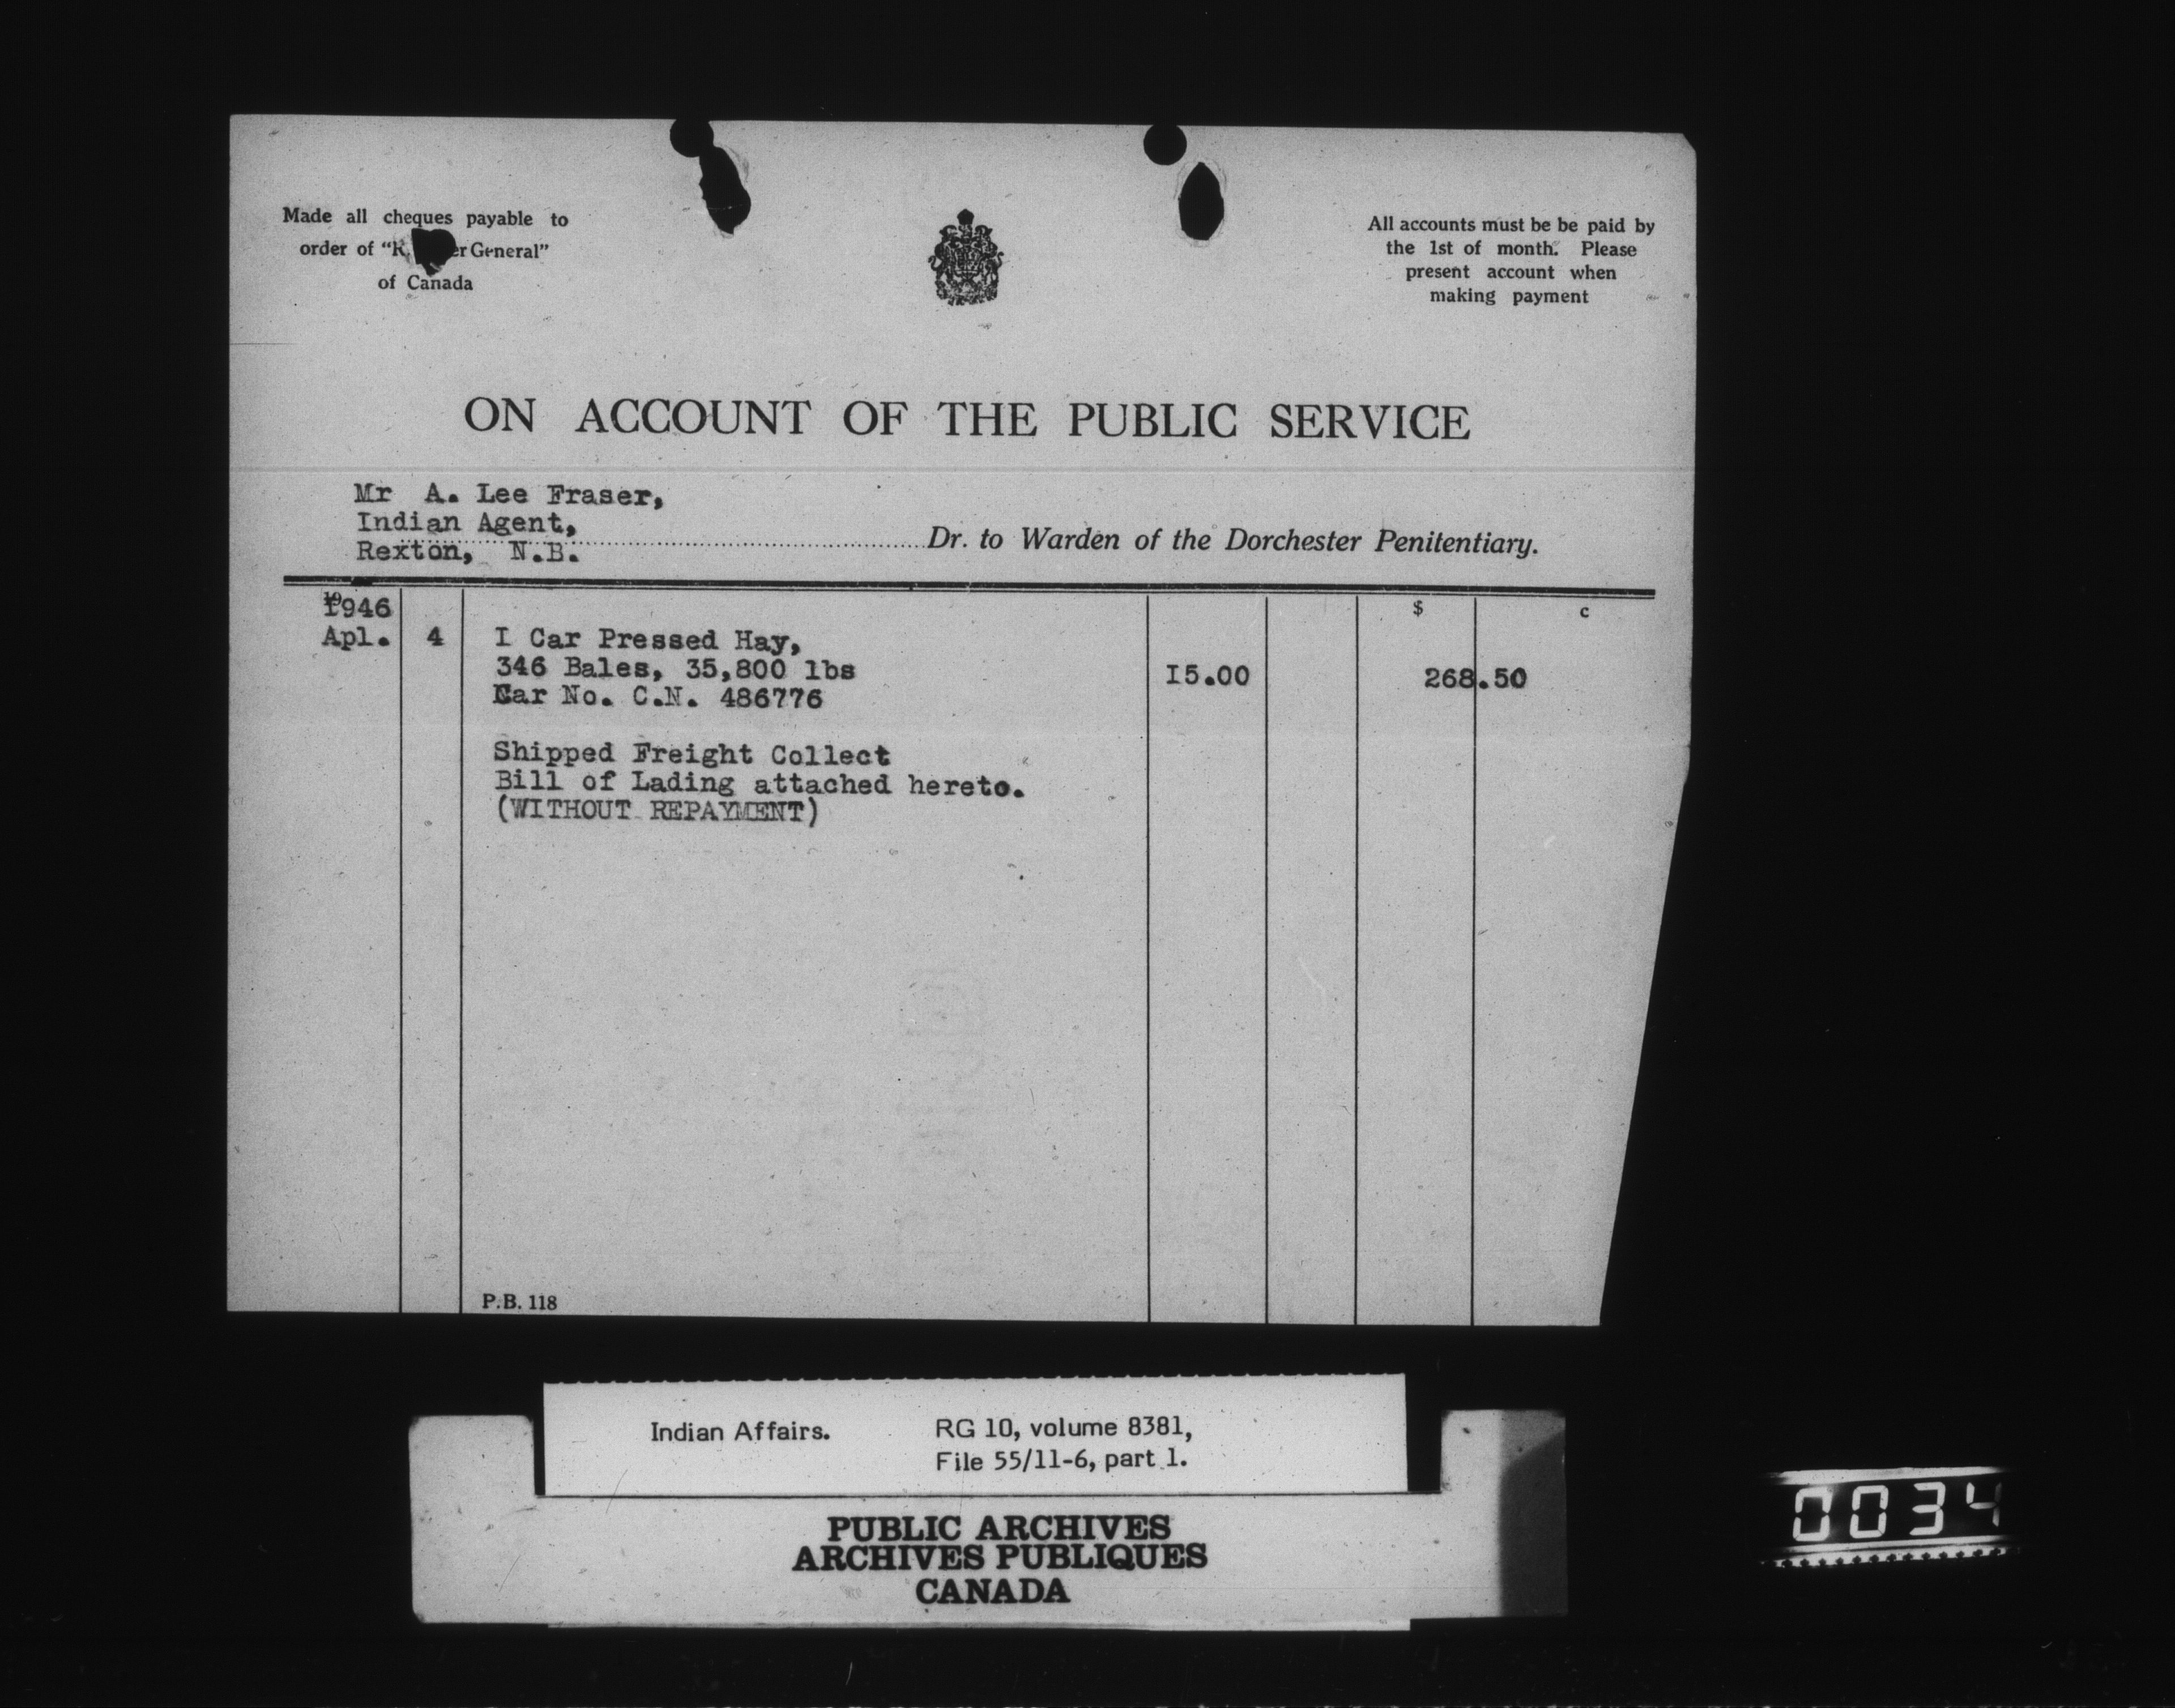 Made all cheques payable to
order of "R er General"
of Canada
All accounts must be be paid by
the 1st of month. Please
present account when
making payment
ON ACCOUNT OF THE PUBLIC SERVICE
Mr A. Lee Fraser,
Indian Agent,
Rexton, N.B.
Dr. to Warden of the Dorchester Penitentiary.
1946
$ c
Apl. 4 I Car Pressed Hay,
346 Bales, 35,800 lbs I5.00 268.50
Car No. C.N. 486776
Shipped Freight Collect
Bill of Lading attached hereto.
(WITHOUT REPAYMENT)
P.B. 118
Indian Affairs. RG 10, volume 8381,
File 55/11-6, part 1.
PUBLIC ARCHIVES
ARCHIVES PUBLIQUES
CANADA
0034